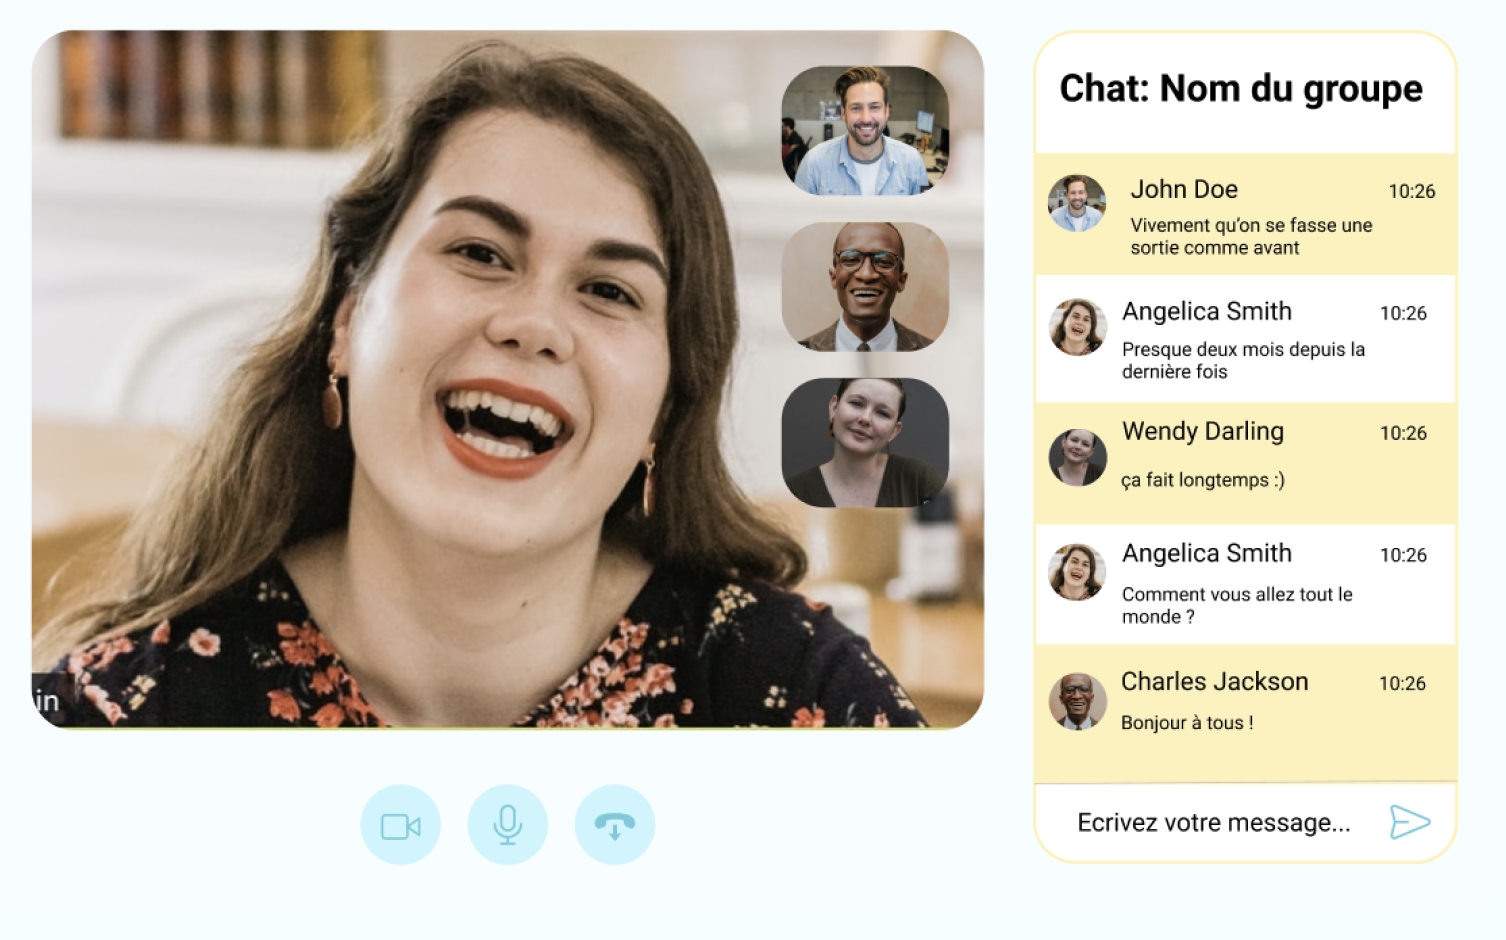 in
Chat: Nom du groupe
John Doe 10:26
Vivement qu'on se fasse une
sortie comme avant
Angelica Smith 10:26
Presque deux mois depuis la
dernière fois
Wendy Darling 10:26
ça fait longtemps :)
Angelica Smith 10:26
Comment vous allez tout le
monde ?
Charles Jackson 10:26
Bonjour à tous !
Ecrivez votre message...